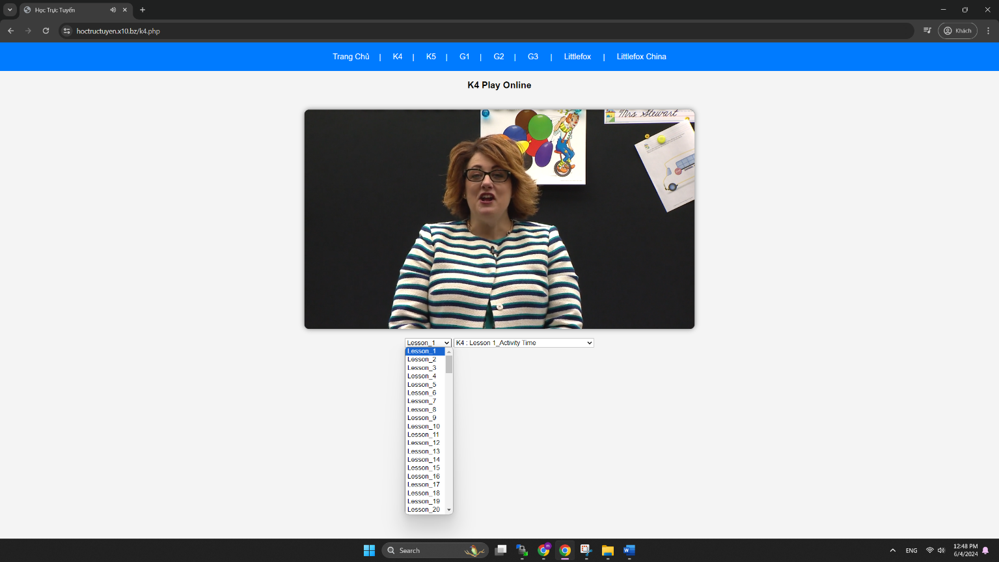 Học Trực Tuyến
hoctructuyen.x10.bz/k4.php
Khách
Trang Chủ | K4 | K5 | G1 | G2 | G3 | Littlefox | Littlefox China
K4 Play Online
Mrs Stewart
Lesson_1
K4 : Lesson 1_Activity Time
Lesson_1
Lesson_2
Lesson_3
Lesson_4
Lesson_5
Lesson_6
Lesson_7
Lesson_8
Lesson_9
Lesson_10
Lesson_11
Lesson_12
Lesson_13
Lesson_14
Lesson_15
Lesson_16
Lesson_17
Lesson_18
Lesson_19
Lesson_20
Search
ENG
12:48 PM
6/4/2024